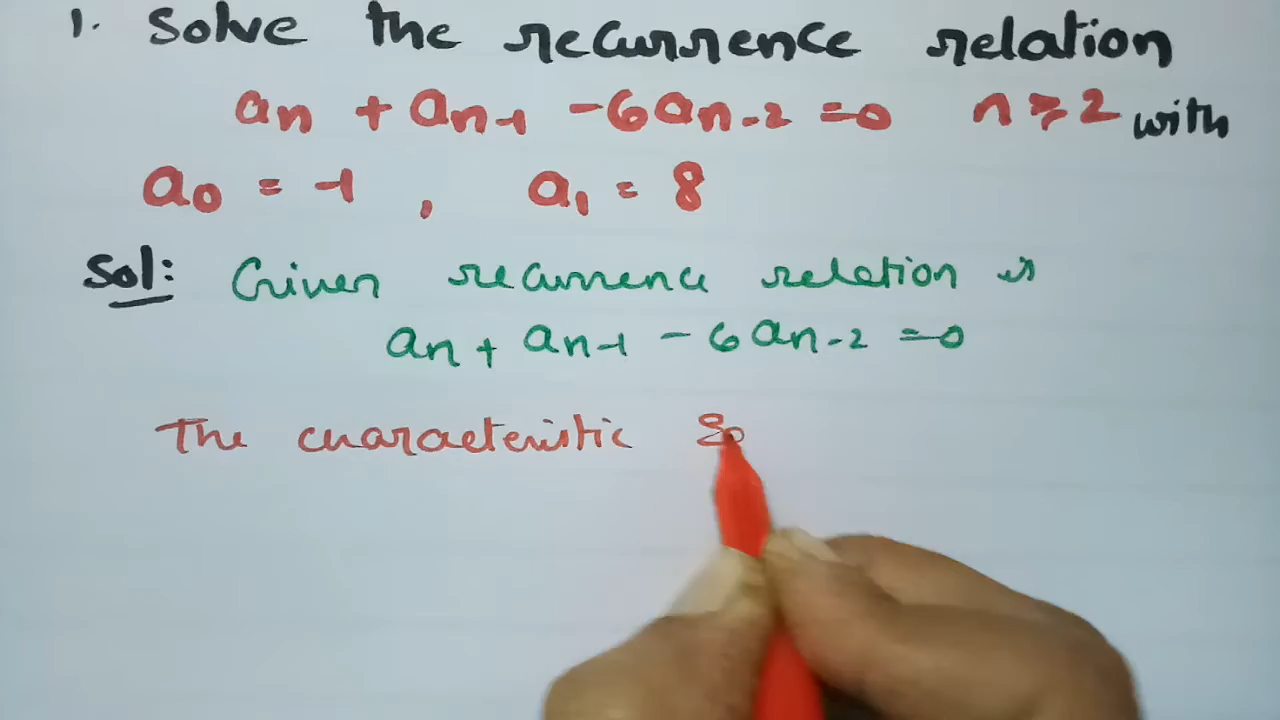 1. Solve the recurrence relation
an + an-1 - 6an-2 = 0 n ≥ 2 with
a0 = -1 , a1 = 8
Sol: Given recurrence relation is
an + an-1 - 6an-2 = 0
The characteristic